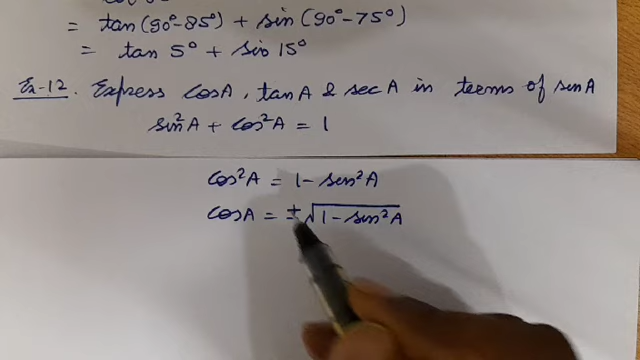 = tan (90°-85°) + sin (90°-75°)
= tan 5° + sin 15°
Ex-12. Express cosA, tanA & secA in terms of sinA
sin²A + cos²A = 1
cos²A = 1 - sin²A
cosA = ±√1 - sin²A